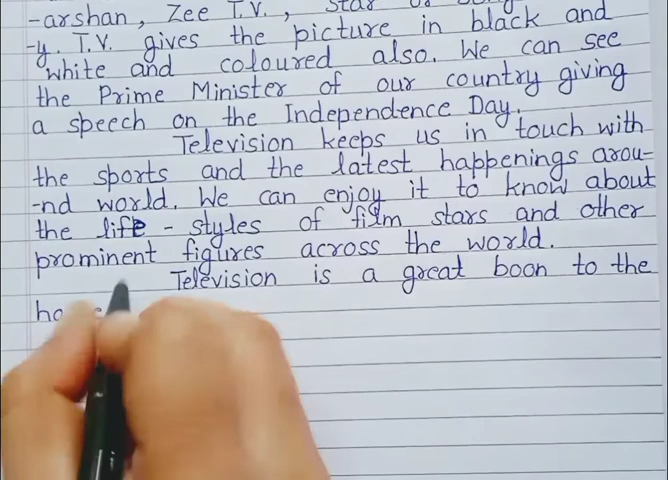 -arshan, Zee T.V., Star
-y. T.V. gives the picture in black and
white and coloured also. We can see
the Prime Minister of our country giving
a speech on the Independence Day.
Television keeps us in touch with
the sports and the latest happenings arou-
-nd world. We can enjoy it to know about
the life - styles of film stars and other
prominent figures across the world.
Television is a great boon to the